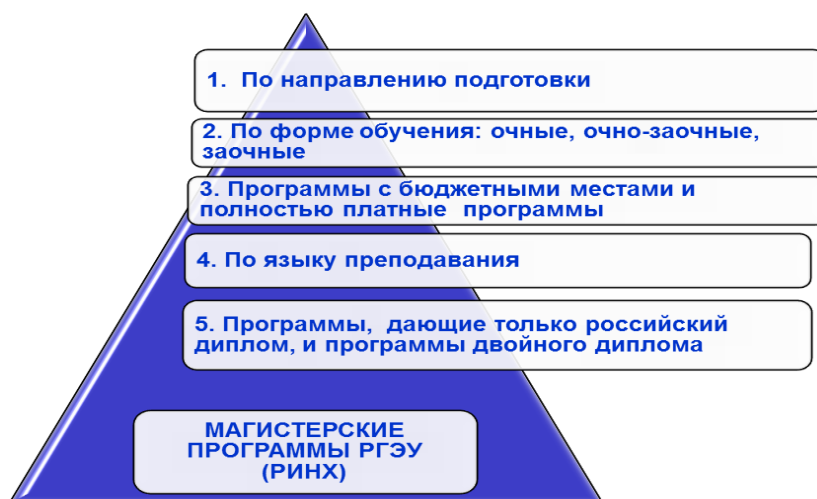 1. По направлению подготовки
2. По форме обучения: очные, очно-заочные,
заочные
3. Программы с бюджетными местами и
полностью платные программы
4. По языку преподавания
5. Программы, дающие только российский
диплом, и программы двойного диплома
МАГИСТЕРСКИЕ
ПРОГРАММЫ РГЭУ
(РИНХ)